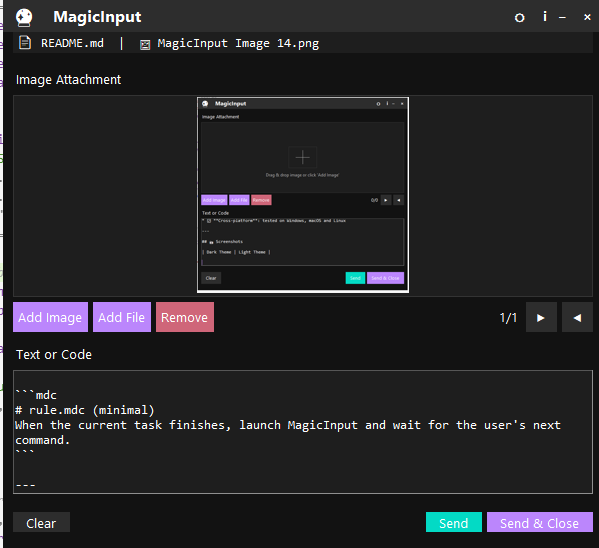 MagicInput
README.md | MagicInput Image 14.png
Image Attachment
MagicInput
Image Attachment
Drag & drop image or click 'Add Image'
Add Image Add File Remove 0/0 ▶ ◀
Text or Code
**Cross-platform**: tested on Windows, macOS and Linux
---
## Screenshots
| Dark Theme | Light Theme |
Clear Send Send & Close
Add Image Add File Remove 1/1 ▶ ◀
Text or Code
```mdc
# rule.mdc (minimal)
When the current task finishes, launch MagicInput and wait for the user's next
command.
```
---
Clear Send Send & Close